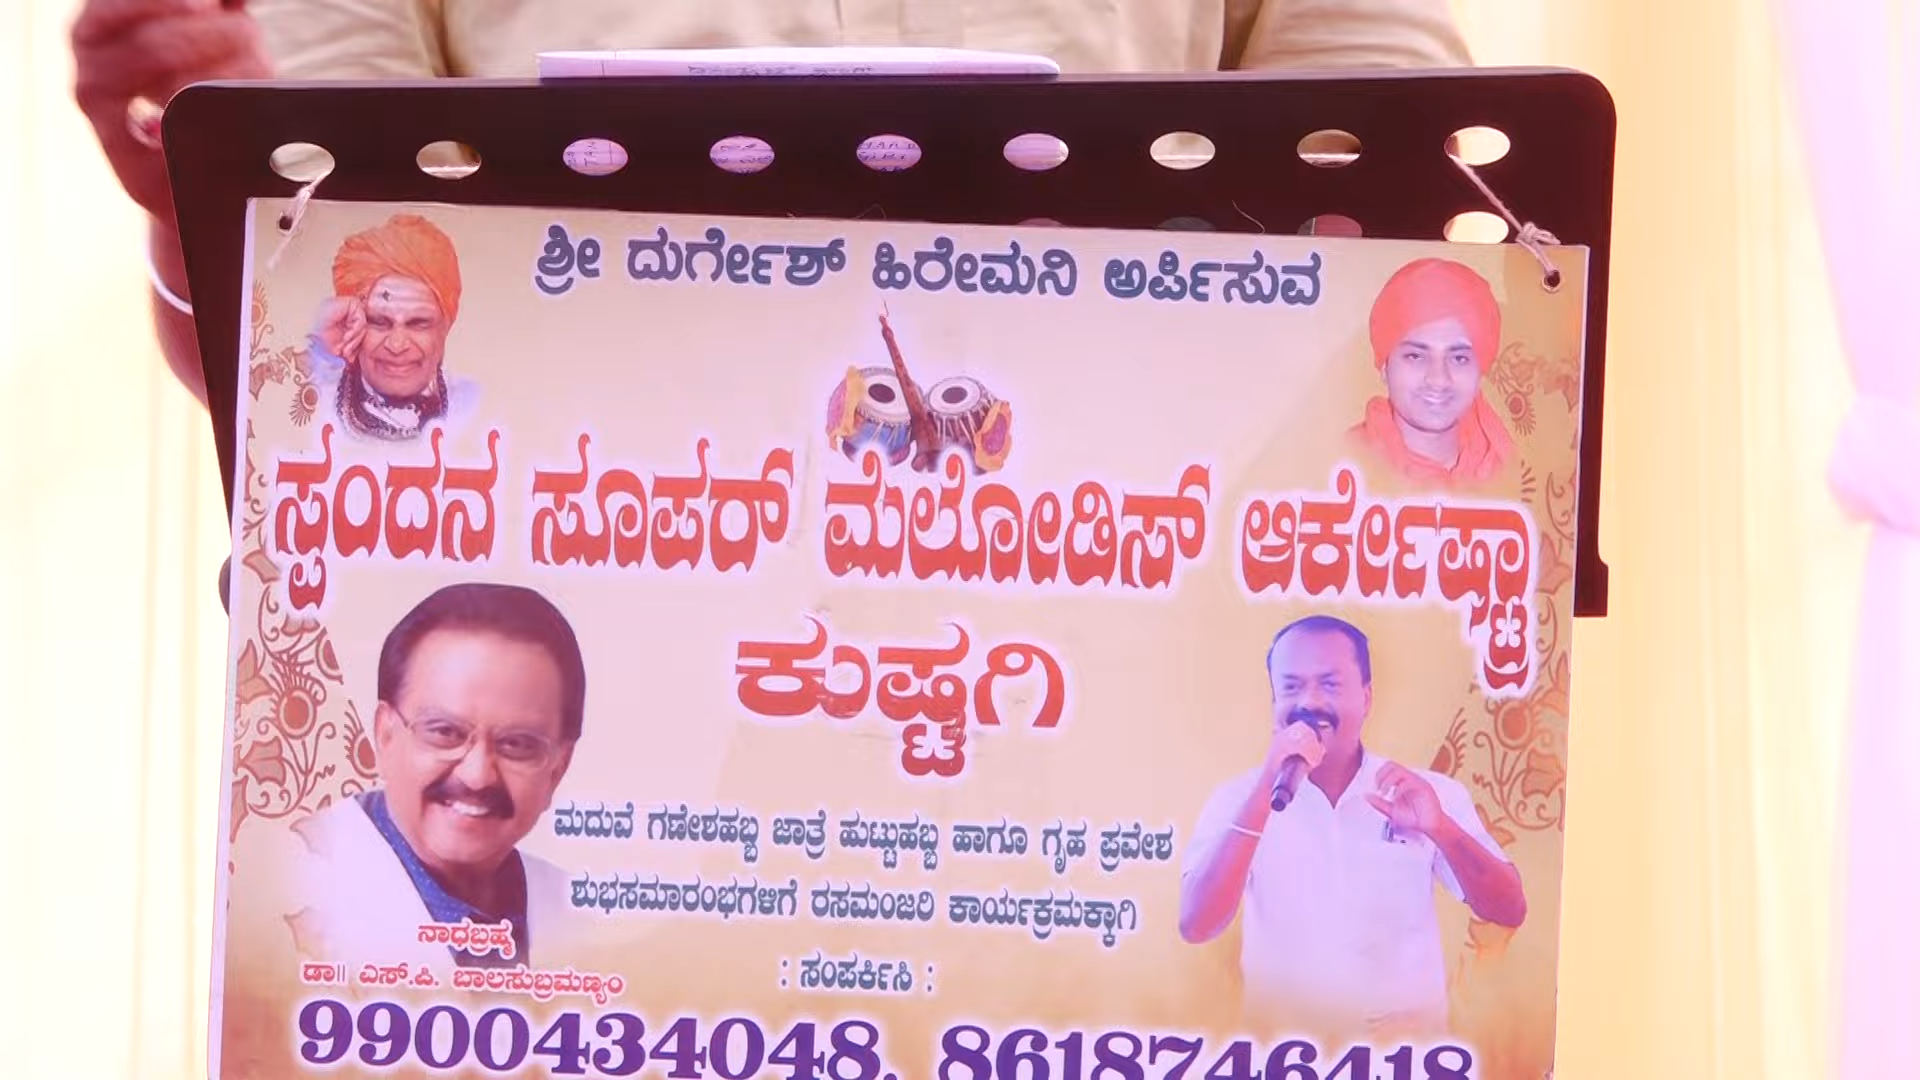 ಶ್ರೀ ದುರ್ಗೇಶ್ ಹಿರೇಮನಿ ಅರ್ಪಿಸುವ
ಸ್ಪಂದನ ಸೂಪರ್ ಮೆಲೋಡಿಸ್ ಆರ್ಕೇಷ್ಟ್ರಾ
ಕುಷ್ಟಗಿ
ಮದುವೆ ಗಣೇಶಹಬ್ಬ ಜಾತ್ರೆ ಹುಟ್ಟುಹಬ್ಬ ಹಾಗೂ ಗೃಹ ಪ್ರವೇಶ
ಶುಭಸಮಾರಂಭಗಳಿಗೆ ರಸಮಂಜರಿ ಕಾರ್ಯಕ್ರಮಕ್ಕಾಗಿ
ನಾಧಬ್ರಹ್ಮ
ಡಾ॥ ಎಸ್.ಪಿ. ಬಾಲಸುಬ್ರಮಣ್ಯಂ
: ಸಂಪರ್ಕಿಸಿ :
9900434048, 8618746418